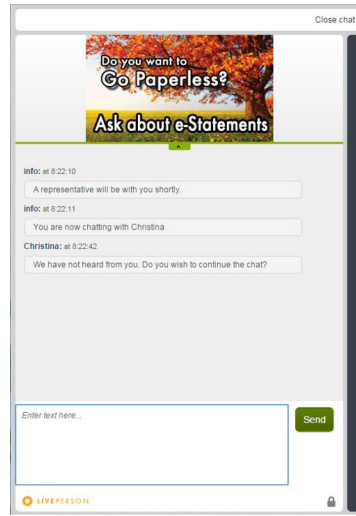 Close chat
Do you want to
Go Paperless?
Ask about e-Statements
info: at 8:22:10
A representative will be with you shortly.
info: at 8:22:11
You are now chatting with Christina
Christina: at 8:22:42
We have not heard from you. Do you wish to continue the chat?
Enter text here...
Send
LIVEPERSON